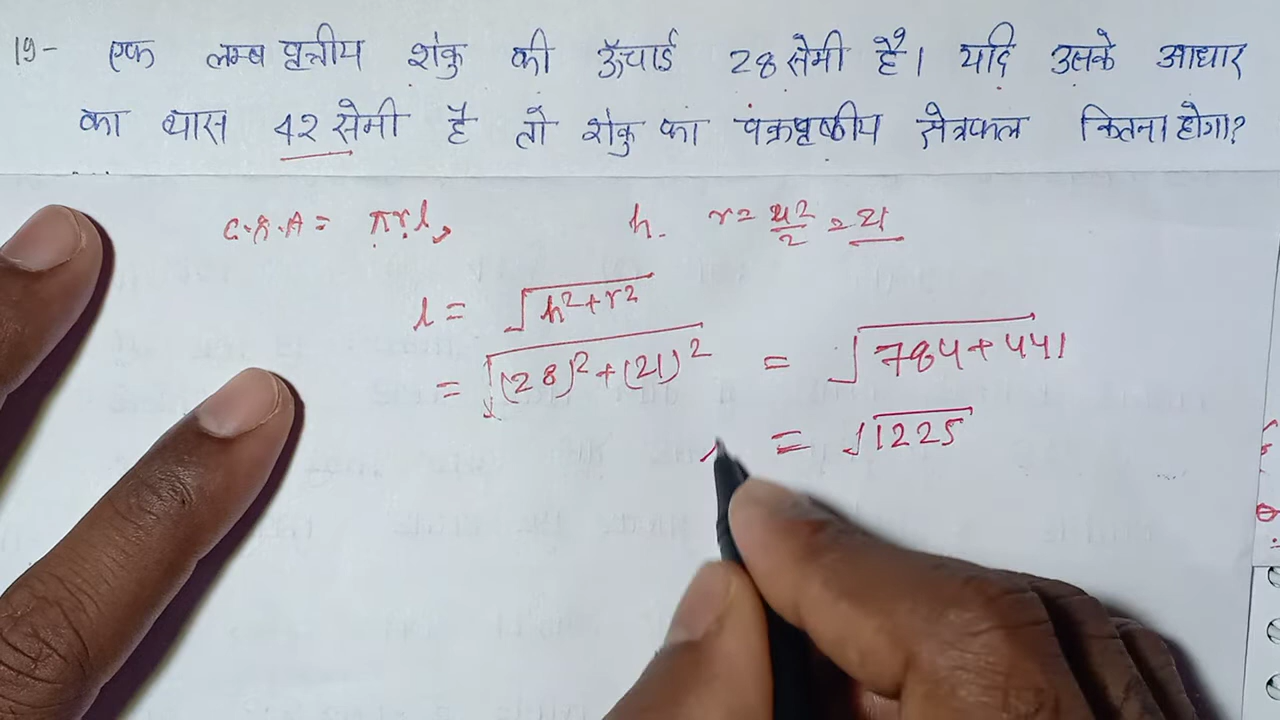 19- एक लम्ब वृत्तीय शंकु की ऊँचाई 28 सेमी है। यदि उसके आधार
का व्यास 42 सेमी है तो शंकु का वक्रपृष्ठीय क्षेत्रफल कितना होगा?
C.S.A = πrl, h. r = 42/2 = 21
l = √h²+r²
= √(28)²+(21)² = √784+441
= √1225